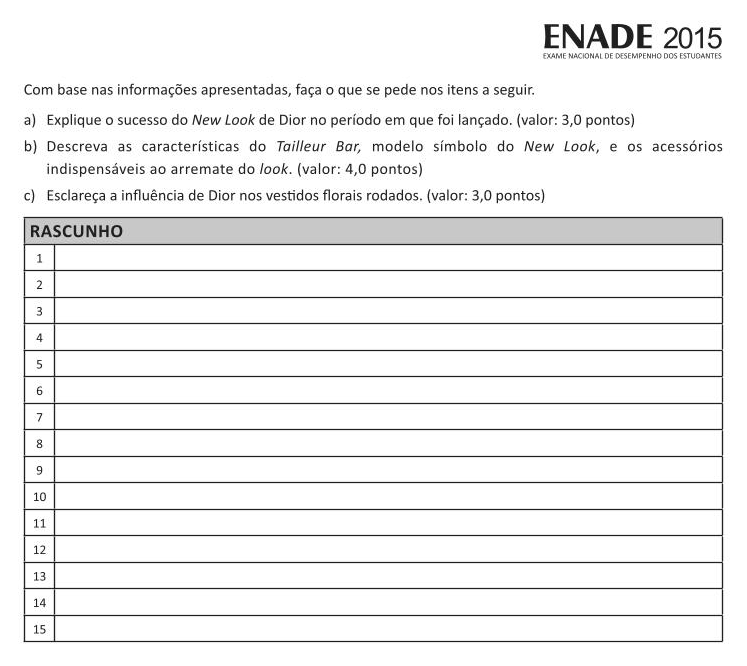 ENADE 2015
EXAME NACIONAL DE DESEMPENHO DOS ESTUDANTES
Com base nas informações apresentadas, faça o que se pede nos itens a seguir.
a) Explique o sucesso do New Look de Dior no período em que foi lançado. (valor: 3,0 pontos)
b) Descreva as características do Tailleur Bar, modelo símbolo do New Look, e os acessórios
indispensáveis ao arremate do look. (valor: 4,0 pontos)
c) Esclareça a influência de Dior nos vestidos florais rodados. (valor: 3,0 pontos)
RASCUNHO
1
2
3
4
5
6
7
8
9
10
11
12
13
14
15